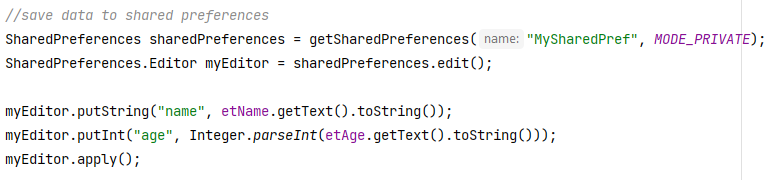 //save data to shared preferences
SharedPreferences sharedPreferences = getSharedPreferences( name: "MySharedPref", MODE_PRIVATE);
SharedPreferences.Editor myEditor = sharedPreferences.edit();
myEditor.putString("name", etName.getText().toString());
myEditor.putInt("age", Integer.parseInt(etAge.getText().toString()));
myEditor.apply();